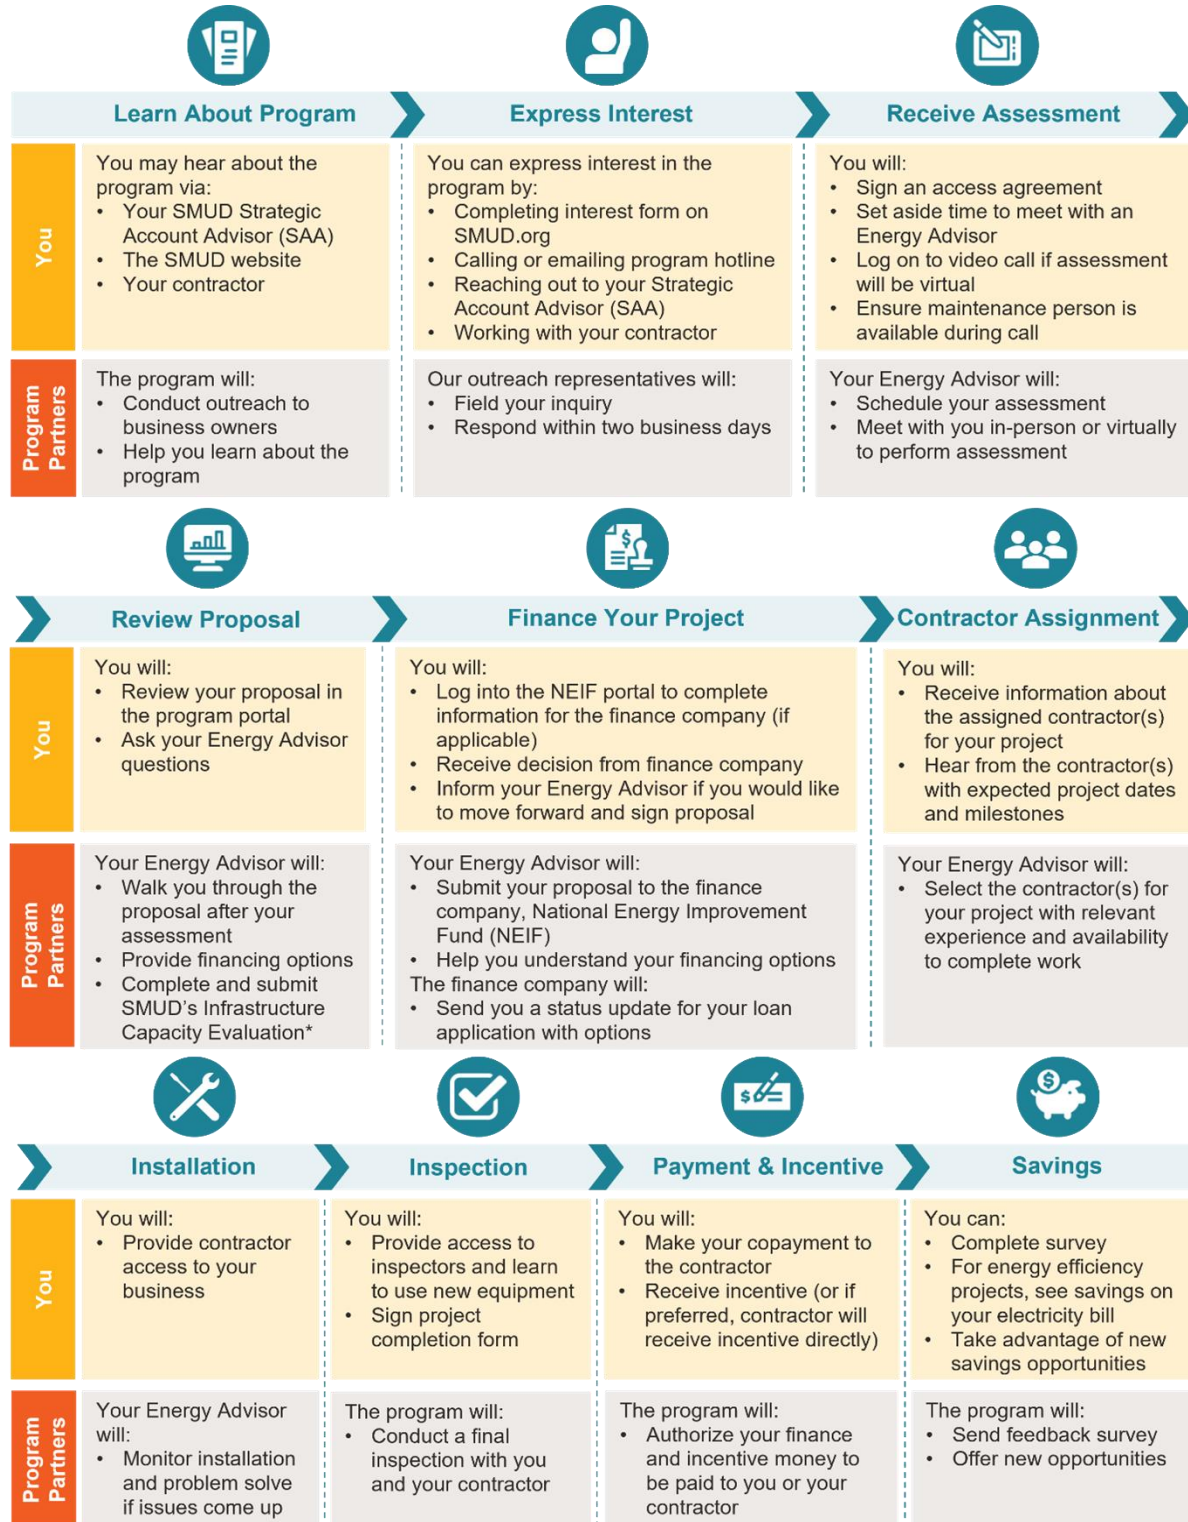 Learn About Program
Express Interest
Receive Assessment
You
You may hear about the
program via:
• Your SMUD Strategic
Account Advisor (SAA)
• The SMUD website
• Your contractor
You can express interest in the
program by:
• Completing interest form on
SMUD.org
• Calling or emailing program hotline
• Reaching out to your Strategic
Account Advisor (SAA)
• Working with your contractor
You will:
• Sign an access agreement
• Set aside time to meet with an
Energy Advisor
• Log on to video call if assessment
will be virtual
• Ensure maintenance person is
available during call
Program
Partners
The program will:
• Conduct outreach to
business owners
• Help you learn about the
program
Our outreach representatives will:
• Field your inquiry
• Respond within two business days
Your Energy Advisor will:
• Schedule your assessment
• Meet with you in-person or virtually
to perform assessment
Review Proposal
Finance Your Project
Contractor Assignment
You
You will:
• Review your proposal in
the program portal
• Ask your Energy Advisor
questions
You will:
• Log into the NEIF portal to complete
information for the finance company (if
applicable)
• Receive decision from finance company
• Inform your Energy Advisor if you would like
to move forward and sign proposal
You will:
• Receive information about
the assigned contractor(s)
for your project
• Hear from the contractor(s)
with expected project dates
and milestones
Program
Partners
Your Energy Advisor will:
• Walk you through the
proposal after your
assessment
• Provide financing options
• Complete and submit
SMUD's Infrastructure
Capacity Evaluation*
Your Energy Advisor will:
• Submit your proposal to the finance
company, National Energy Improvement
Fund (NEIF)
• Help you understand your financing options
The finance company will:
• Send you a status update for your loan
application with options
Your Energy Advisor will:
• Select the contractor(s) for
your project with relevant
experience and availability
to complete work
Installation
Inspection
Payment & Incentive
Savings
You
You will:
• Provide contractor
access to your
business
You will:
• Provide access to
inspectors and learn
to use new equipment
• Sign project
completion form
You will:
• Make your copayment to
the contractor
• Receive incentive (or if
preferred, contractor will
receive incentive directly)
You can:
• Complete survey
• For energy efficiency
projects, see savings on
your electricity bill
• Take advantage of new
savings opportunities
Program
Partners
Your Energy Advisor
will:
• Monitor installation
and problem solve
if issues come up
The program will:
• Conduct a final
inspection with you
and your contractor
The program will:
• Authorize your finance
and incentive money to
be paid to you or your
contractor
The program will:
• Send feedback survey
• Offer new opportunities